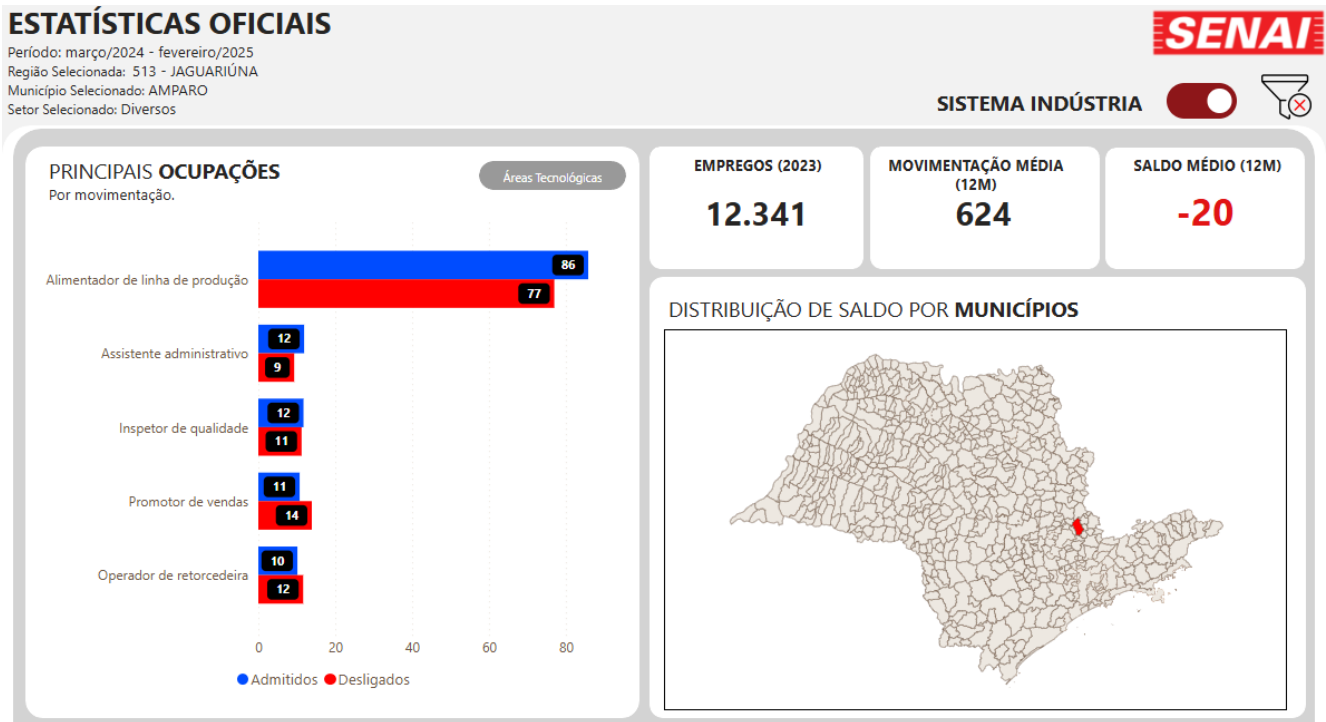 ESTATÍSTICAS OFICIAIS
Período: março/2024 - fevereiro/2025
Região Selecionada: 513 - JAGUARIÚNA
Município Selecionado: AMPARO
Setor Selecionado: Diversos
SENAI
SISTEMA INDÚSTRIA
PRINCIPAIS OCUPAÇÕES
Por movimentação.
Áreas Tecnológicas
Alimentador de linha de produção
86
77
Assistente administrativo
12
9
Inspetor de qualidade
12
11
Promotor de vendas
11
14
Operador de retorcedeira
10
12
0 20 40 60 80
Admitidos Desligados
EMPREGOS (2023)
12.341
MOVIMENTAÇÃO MÉDIA
(12M)
624
SALDO MÉDIO (12M)
-20
DISTRIBUIÇÃO DE SALDO POR MUNICÍPIOS